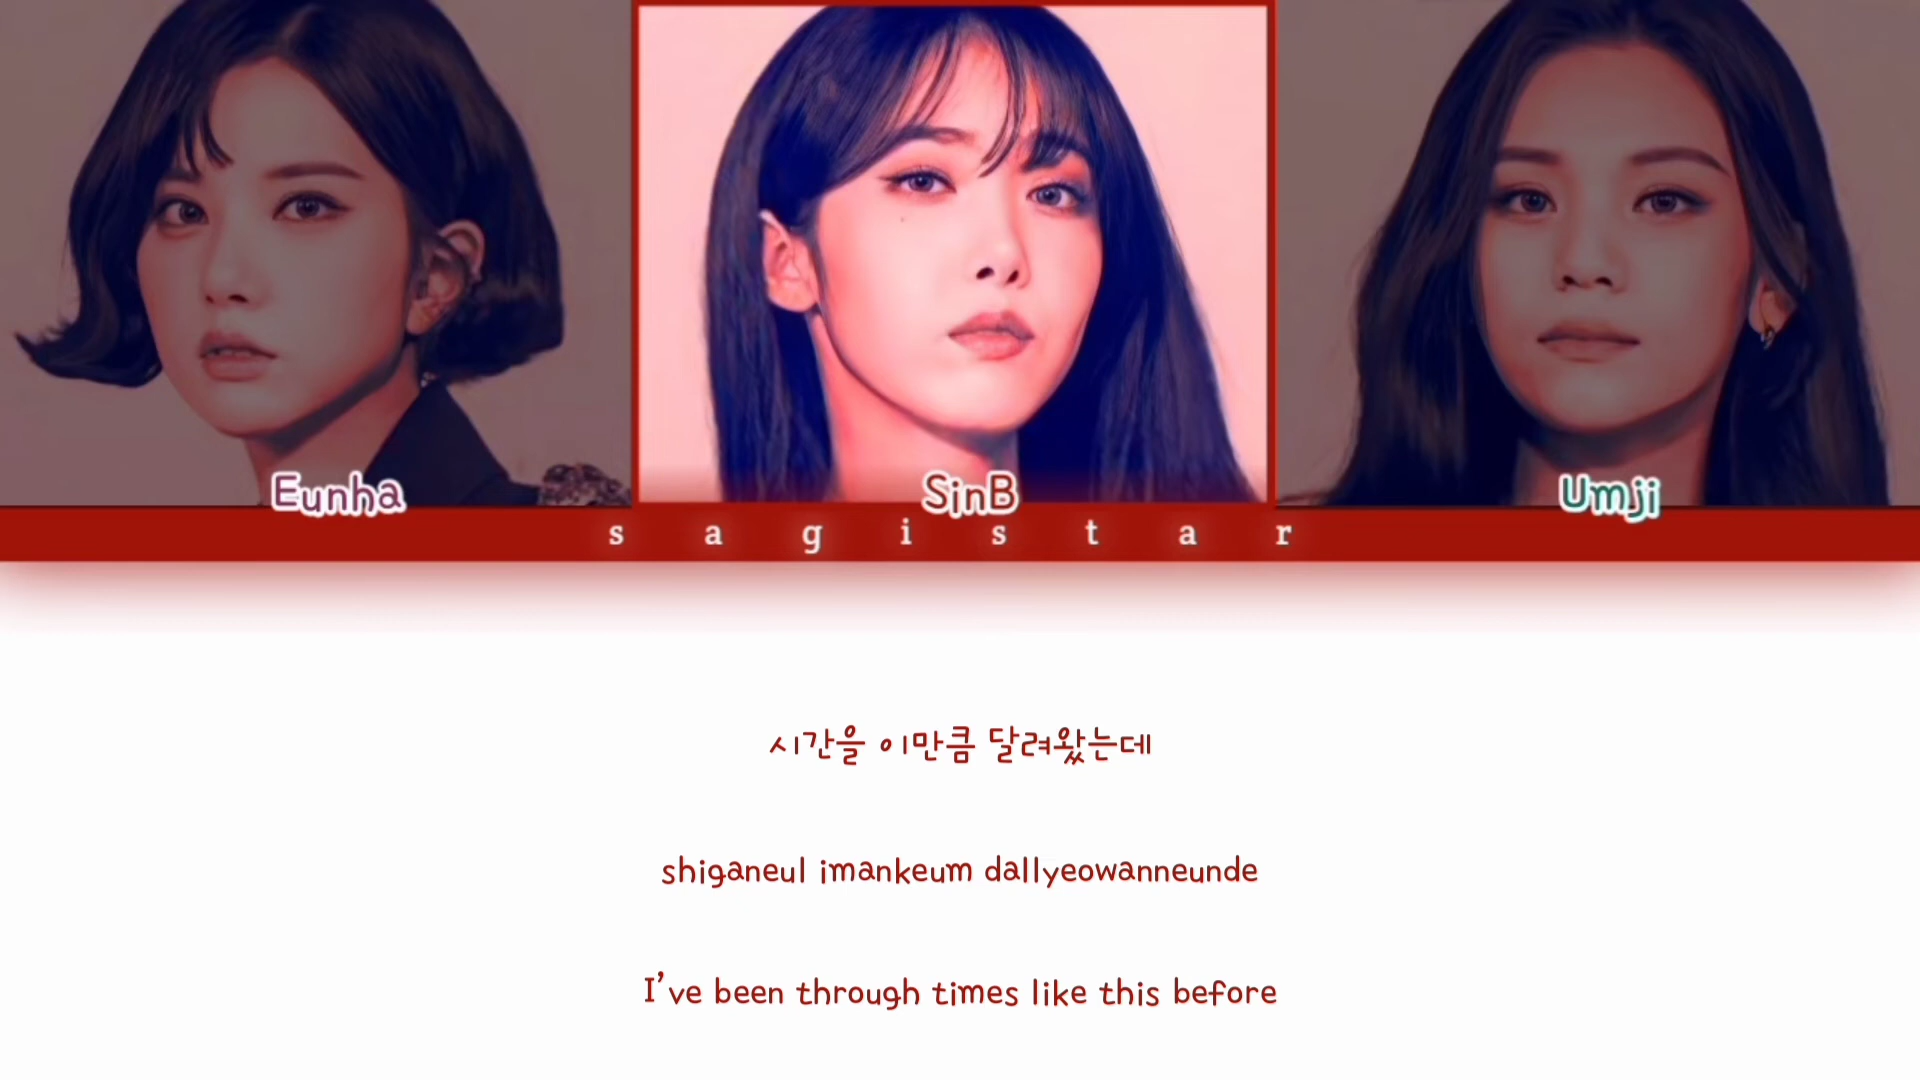 Eunha SinB Umji
s a g i s t a r
시간을 이만큼 달려왔는데
shiganeul imankeum dallyeowanneunde
I've been through times like this before